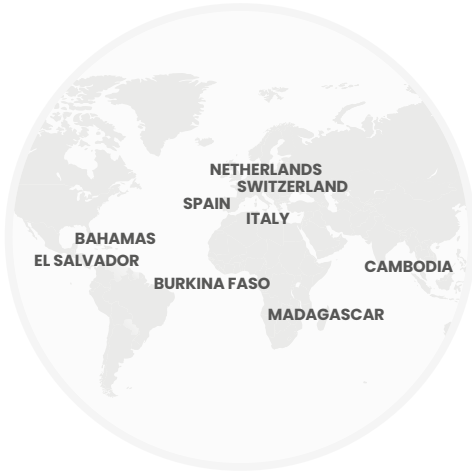 NETHERLANDS
SWITZERLAND
SPAIN
ITALY
BAHAMAS
EL SALVADOR
CAMBODIA
BURKINA FASO
MADAGASCAR